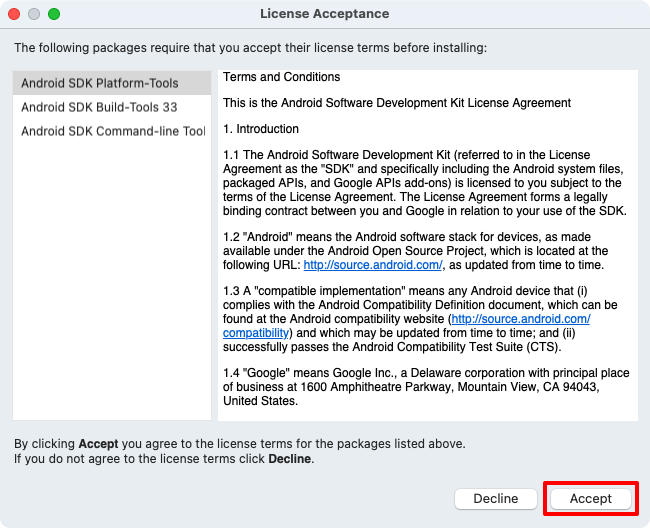 License Acceptance
The following packages require that you accept their license terms before installing:
Android SDK Platform-Tools
Android SDK Build-Tools 33
Android SDK Command-line Tool
Terms and Conditions
This is the Android Software Development Kit License Agreement
1. Introduction
1.1 The Android Software Development Kit (referred to in the License
Agreement as the "SDK" and specifically including the Android system files,
packaged APIs, and Google APIs add-ons) is licensed to you subject to the
terms of the License Agreement. The License Agreement forms a legally
binding contract between you and Google in relation to your use of the SDK.
1.2 "Android" means the Android software stack for devices, as made
available under the Android Open Source Project, which is located at the
following URL: http://source.android.com/, as updated from time to time.
1.3 A "compatible implementation" means any Android device that (i)
complies with the Android Compatibility Definition document, which can be
found at the Android compatibility website (http://source.android.com/
compatibility) and which may be updated from time to time; and (ii)
successfully passes the Android Compatibility Test Suite (CTS).
1.4 "Google" means Google Inc., a Delaware corporation with principal place
of business at 1600 Amphitheatre Parkway, Mountain View, CA 94043,
United States.
By clicking Accept you agree to the license terms for the packages listed above.
If you do not agree to the license terms click Decline.
Decline
Accept